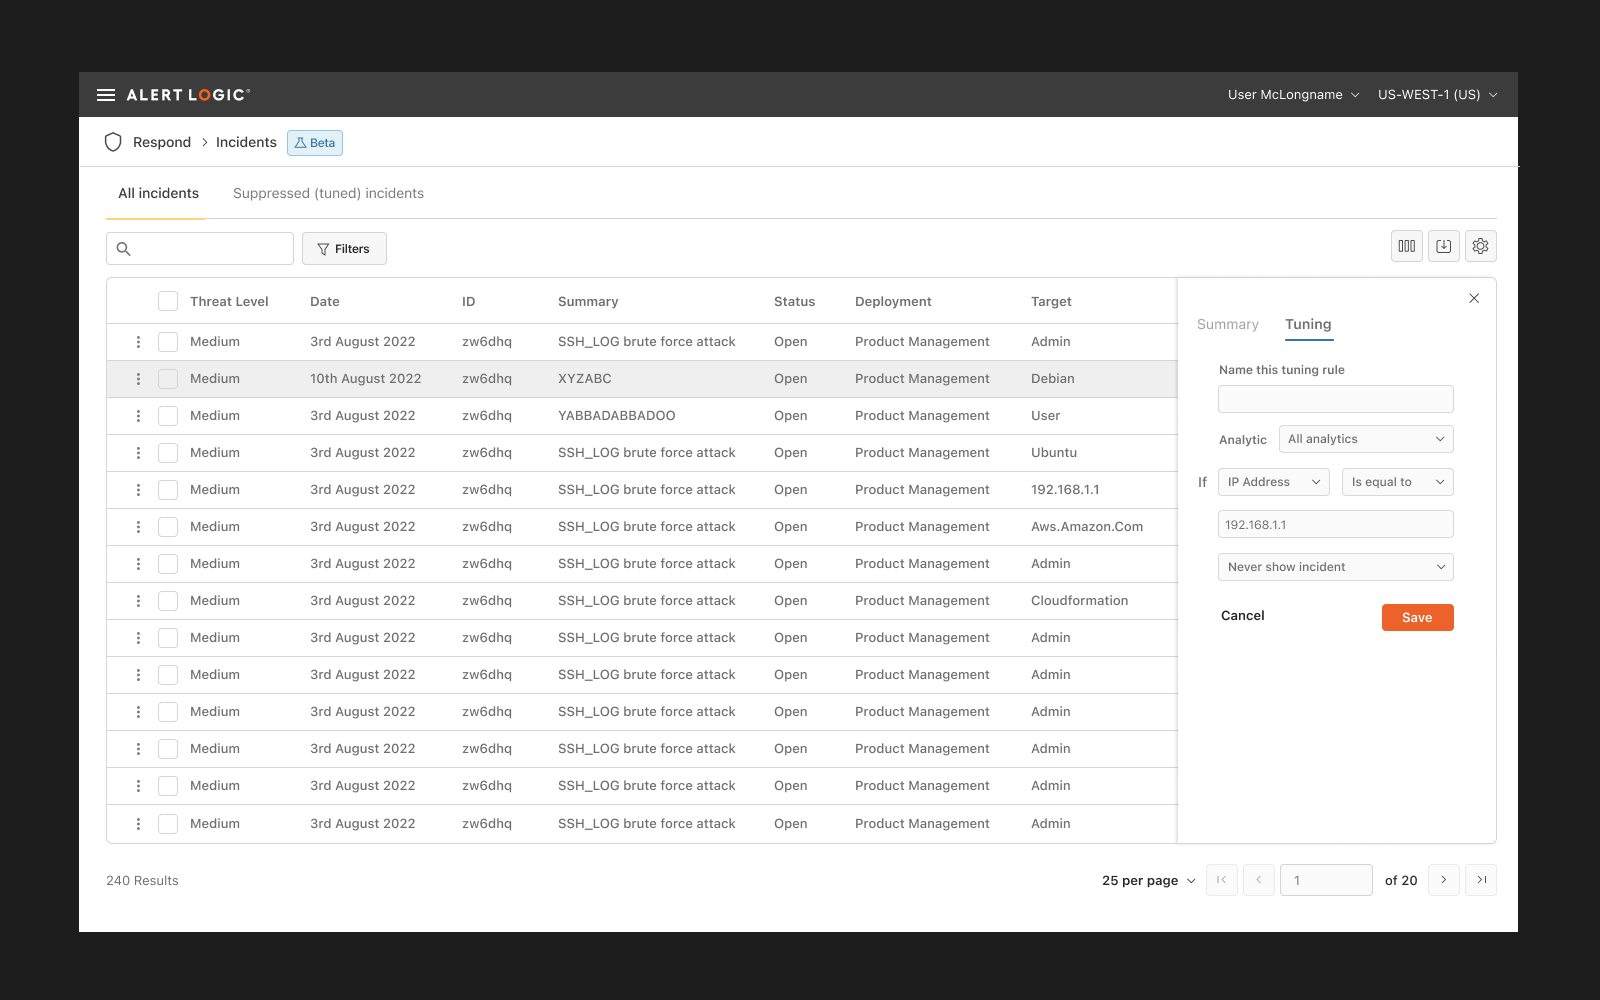 ALERT LOGIC®
User McLongname
US-WEST-1 (US)
Respond > Incidents
Beta
All incidents
Suppressed (tuned) incidents
Filters
Threat Level Date ID Summary Status Deployment Target
Medium 3rd August 2022 zw6dhq SSH_LOG brute force attack Open Product Management Admin
Medium 10th August 2022 zw6dhq XYZABC Open Product Management Debian
Medium 3rd August 2022 zw6dhq YABBADABBADOO Open Product Management User
Medium 3rd August 2022 zw6dhq SSH_LOG brute force attack Open Product Management Ubuntu
Medium 3rd August 2022 zw6dhq SSH_LOG brute force attack Open Product Management 192.168.1.1
Medium 3rd August 2022 zw6dhq SSH_LOG brute force attack Open Product Management Aws.Amazon.Com
Medium 3rd August 2022 zw6dhq SSH_LOG brute force attack Open Product Management Admin
Medium 3rd August 2022 zw6dhq SSH_LOG brute force attack Open Product Management Cloudformation
Medium 3rd August 2022 zw6dhq SSH_LOG brute force attack Open Product Management Admin
Medium 3rd August 2022 zw6dhq SSH_LOG brute force attack Open Product Management Admin
Medium 3rd August 2022 zw6dhq SSH_LOG brute force attack Open Product Management Admin
Medium 3rd August 2022 zw6dhq SSH_LOG brute force attack Open Product Management Admin
Medium 3rd August 2022 zw6dhq SSH_LOG brute force attack Open Product Management Admin
Medium 3rd August 2022 zw6dhq SSH_LOG brute force attack Open Product Management Admin
Summary
Tuning
Name this tuning rule
Analytic All analytics
If IP Address Is equal to
192.168.1.1
Never show incident
Cancel
Save
240 Results
25 per page
1
of 20